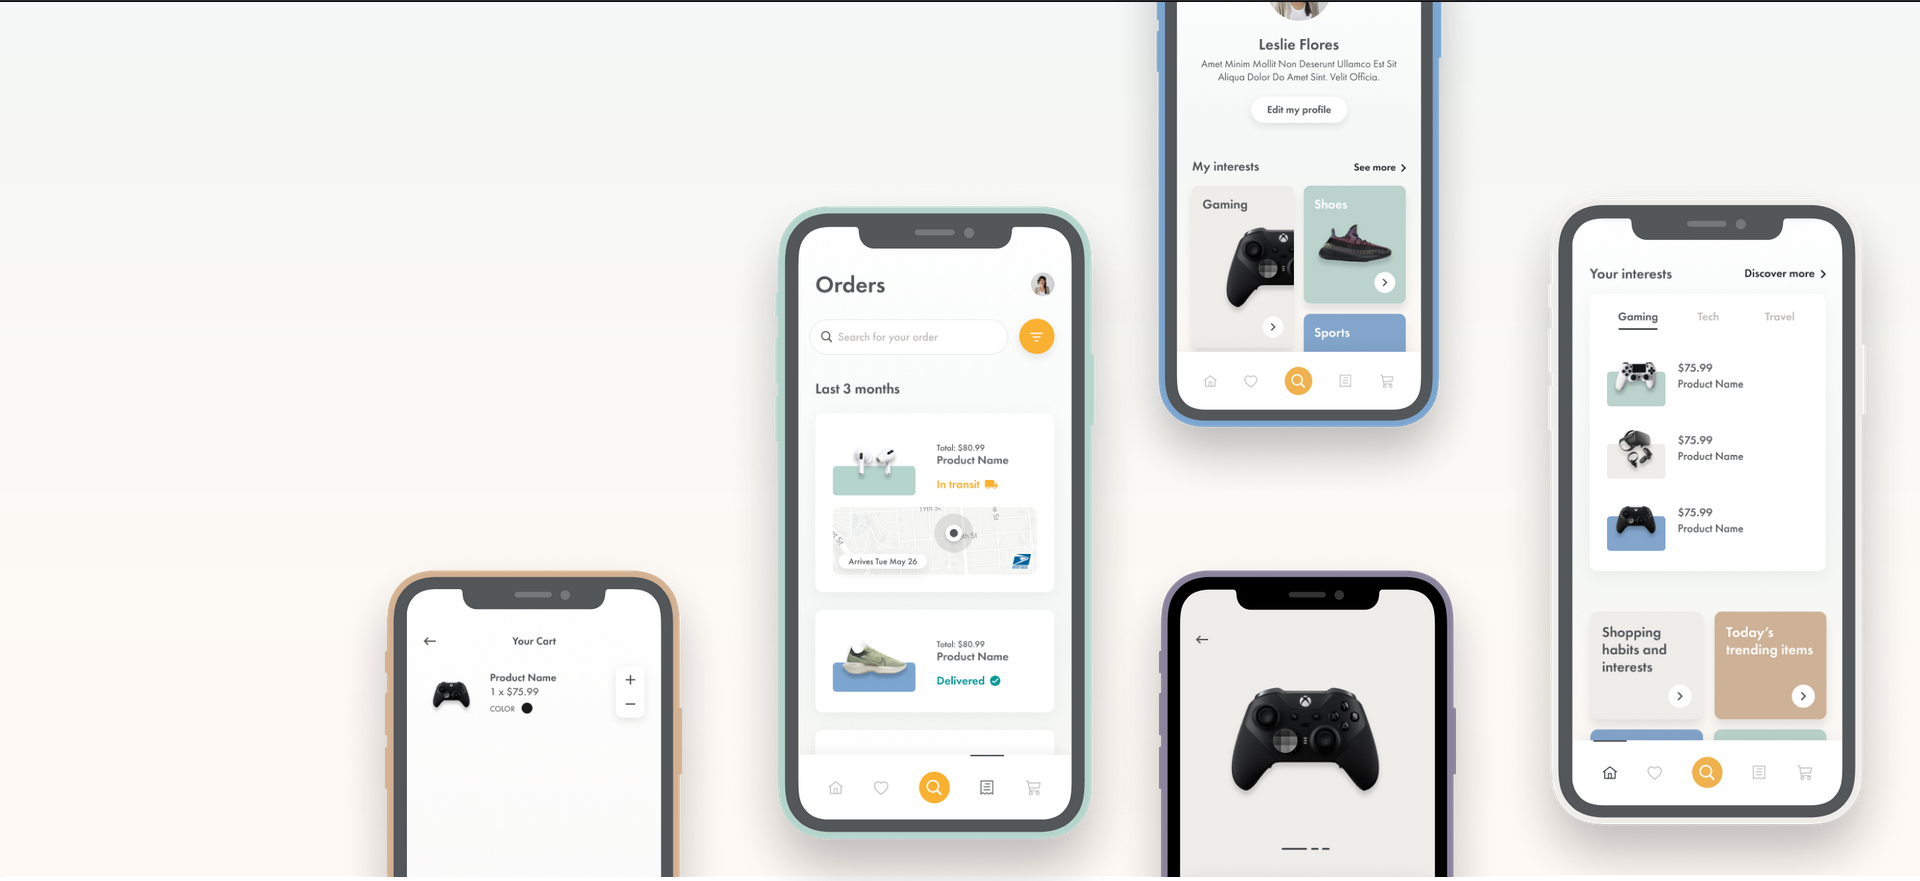 Leslie Flores
Amet Minim Mollit Non Deserunt Ullamco Est Sit
Aliqua Dolor Do Amet Sint. Velit Officia.
Edit my profile
My interests
See more
Gaming
Shoes
Sports
Orders
Search for your order
Last 3 months
Total: $80.99
Product Name
In transit
19th St
Arrives Tue May 26
Total: $80.99
Product Name
Delivered
Your interests
Discover more
Gaming
Tech
Travel
$75.99
Product Name
$75.99
Product Name
$75.99
Product Name
Shopping
habits and
interests
Today's
trending items
Your Cart
Product Name
1 x $75.99
COLOR